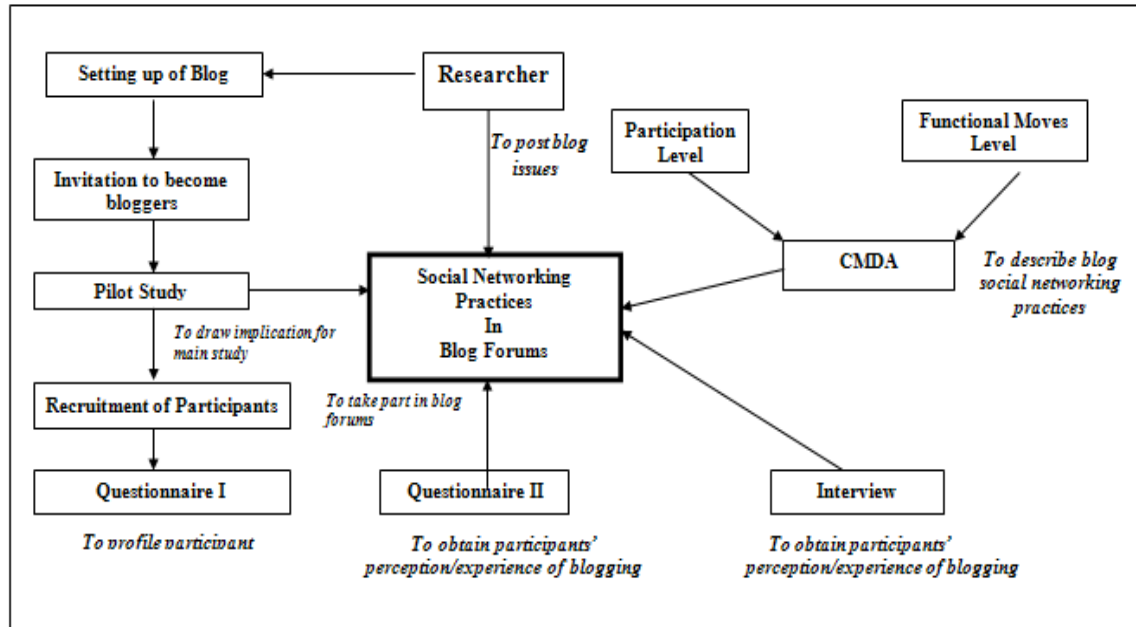 Setting up of Blog
Researcher
Participation
Level
Functional Moves
Level
To post blog
issues
Invitation to become
bloggers
CMDA
To describe blog
social networking
practices
Pilot Study
Social Networking
Practices
In
Blog Forums
To draw implication for
main study
Recruitment of Participants
To take part in blog
forums
Questionnaire I
Questionnaire II
Interview
To profile participant
To obtain participants'
perception/experience of blogging
To obtain participants'
perception/experience of blogging